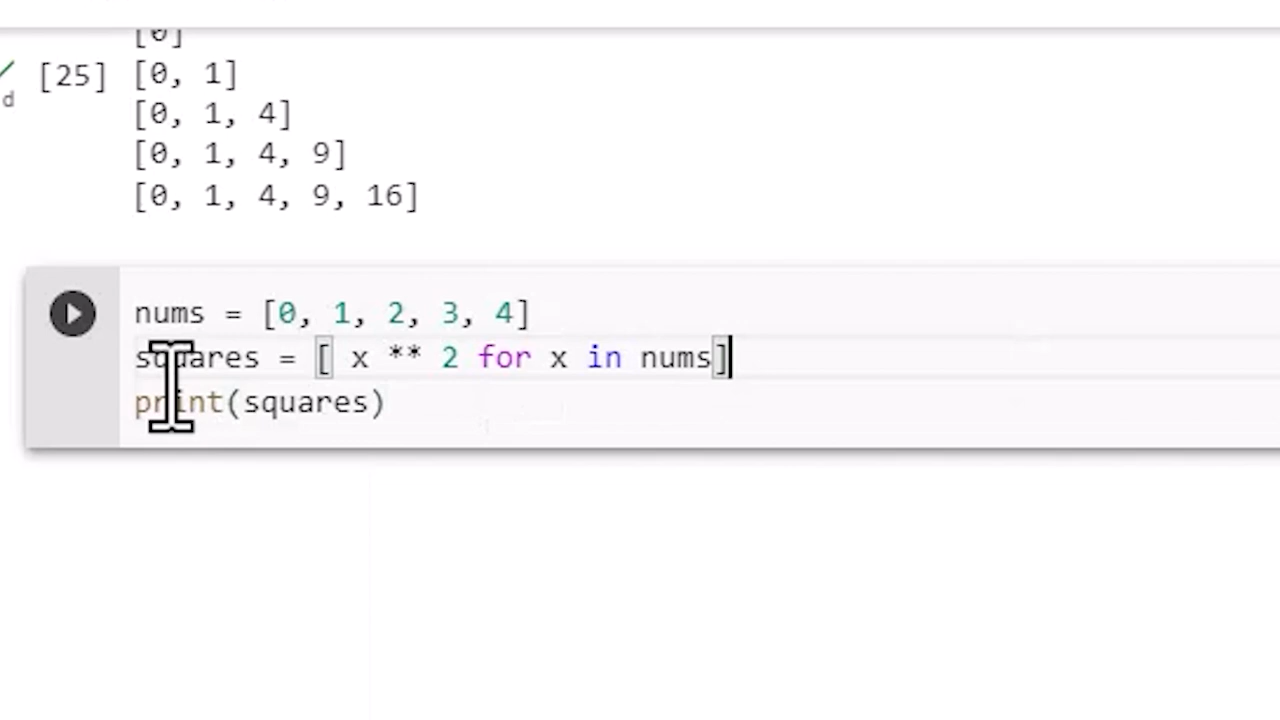 [0]
[25] [0, 1]
d
[0, 1, 4]
[0, 1, 4, 9]
[0, 1, 4, 9, 16]
nums = [0, 1, 2, 3, 4]
squares = [ x ** 2 for x in nums]
print(squares)